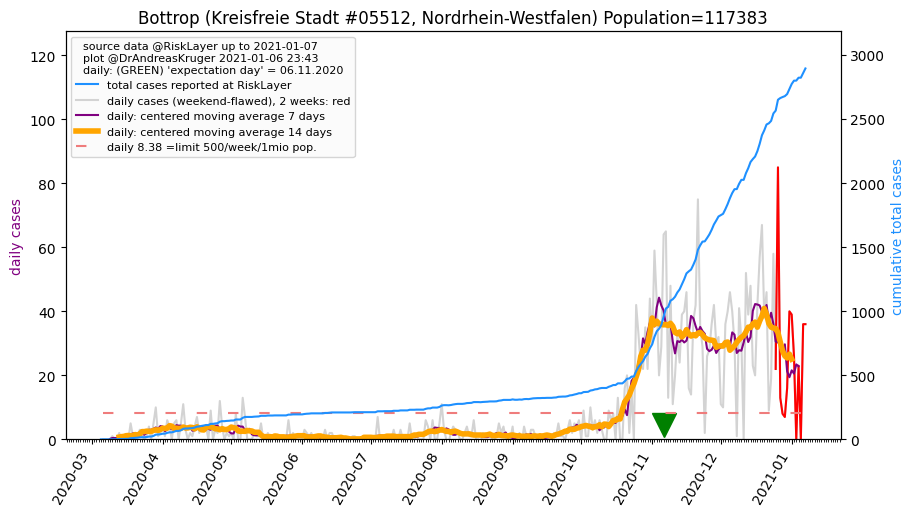 Bottrop (Kreisfreie Stadt #05512, Nordrhein-Westfalen) Population=117383
source data @RiskLayer up to 2021-01-07
plot @DrAndreasKruger 2021-01-06 23:43
daily: (GREEN) 'expectation day' = 06.11.2020
total cases reported at RiskLayer
daily cases (weekend-flawed), 2 weeks: red
daily: centered moving average 7 days
daily: centered moving average 14 days
daily 8.38 =limit 500/week/1mio pop.
daily cases
120
100
80
60
40
20
0
cumulative total cases
3000
2500
2000
1500
1000
500
0
2020-03
2020-04
2020-05
2020-06
2020-07
2020-08
2020-09
2020-10
2020-11
2020-12
2021-01